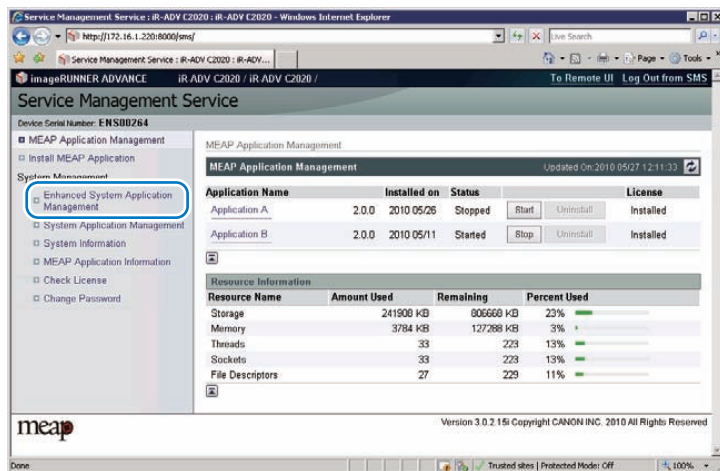 Service Management Service : iR-ADV C2020 : iR-ADV C2020 - Windows Internet Explorer
http://172.16.1.220:8000/sms/
Live Search
Service Management Service : iR-ADV C2020 : iR-ADV...
Page
Tools
imageRUNNER ADVANCE iR ADV C2020 / iR ADV C2020 /
To Remote UI Log Out from SMS
Service Management Service
Device Serial Number: ENS00264
MEAP Application Management
Install MEAP Application
System Management
Enhanced System Application
Management
System Application Management
System Information
MEAP Application Information
Check License
Change Password
MEAP Application Management
MEAP Application Management Updated On:2010 05/27 12:11:33
Application Name Installed on Status License
Application A 2.0.0 2010 05/26 Stopped Start Uninstall Installed
Application B 2.0.0 2010 05/11 Started Stop Uninstall Installed
Resource Information
Resource Name Amount Used Remaining Percent Used
Storage 241908 KB 806668 KB 23%
Memory 3784 KB 127288 KB 3%
Threads 33 223 13%
Sockets 33 223 13%
File Descriptors 27 229 11%
meap
Version 3.0.2.15i Copyright CANON INC. 2010 All Rights Reserved
Done
Trusted sites | Protected Mode: Off
100%